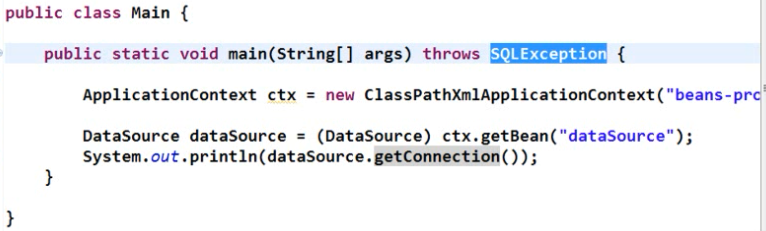 public class Main {
public static void main(String[] args) throws SQLException {
ApplicationContext ctx = new ClassPathXmlApplicationContext("beans-pro
DataSource dataSource = (DataSource) ctx.getBean("dataSource");
System.out.println(dataSource.getConnection());
}
}